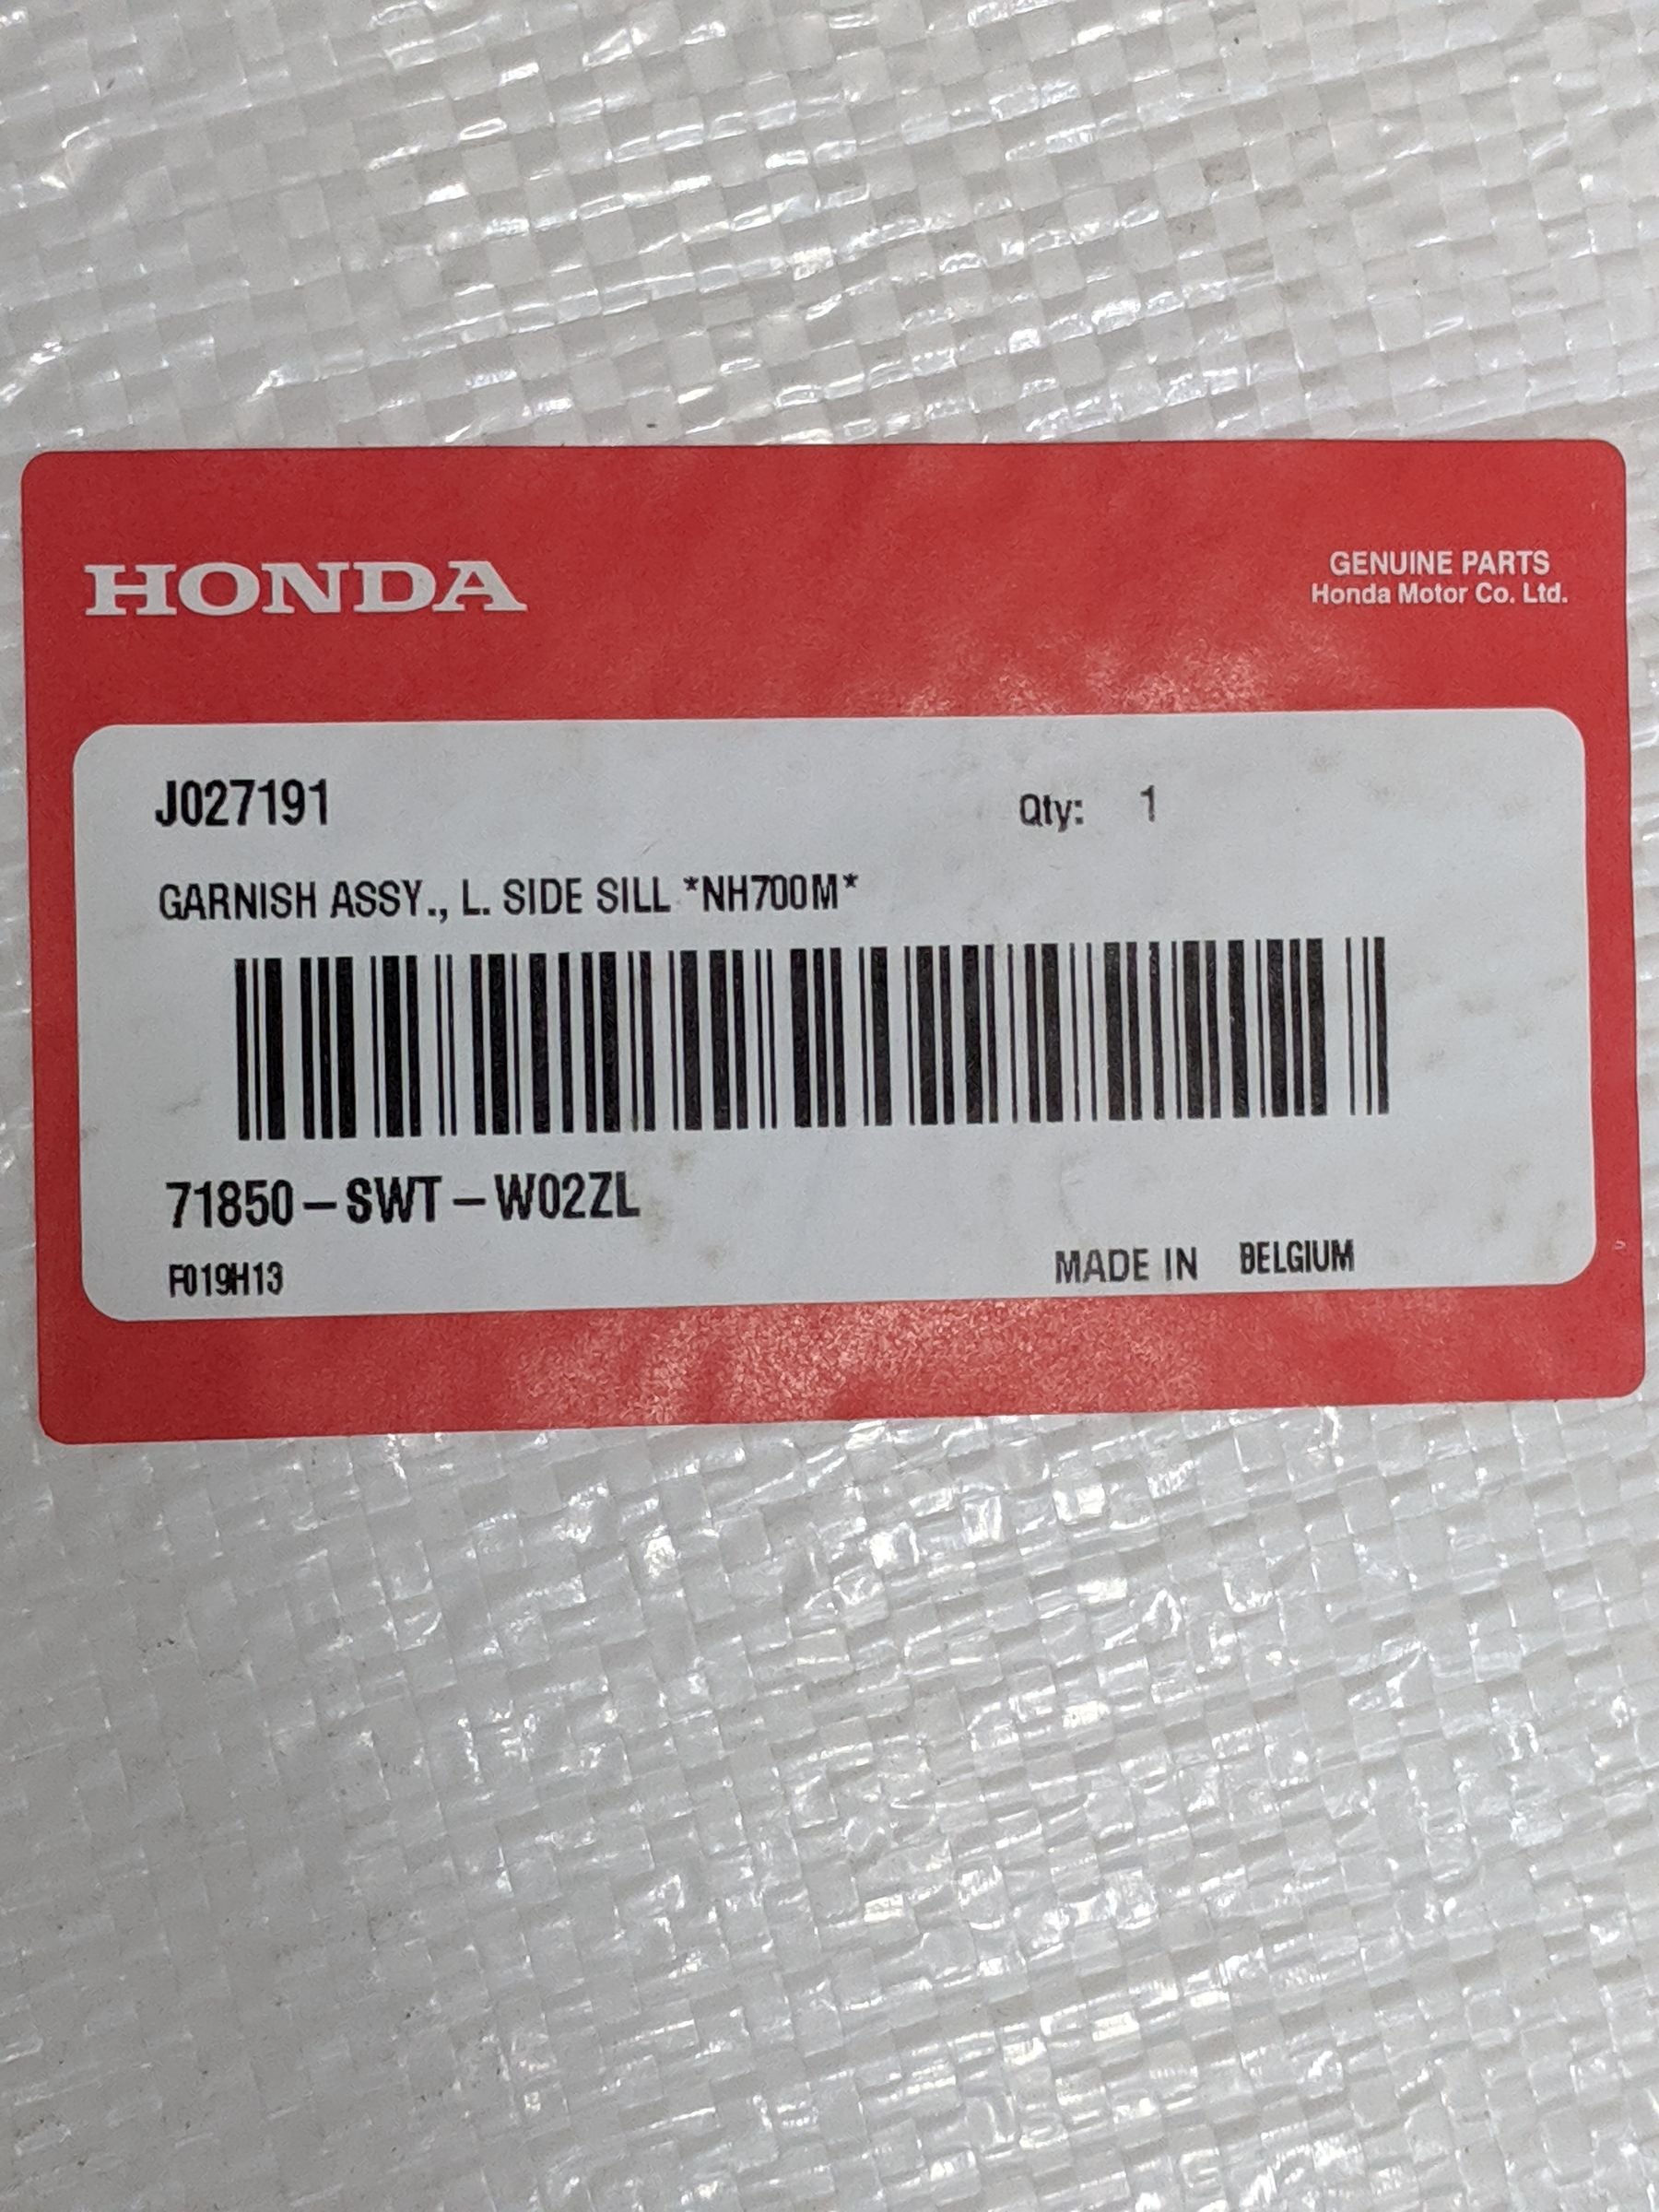 HONDA
GENUINE PARTS
Honda Motor Co. Ltd.
J027191 Qty: 1
GARNISH ASSY., L. SIDE SILL *NH700M*
71850-SWT-W02ZL
F019H13 MADE IN BELGIUM